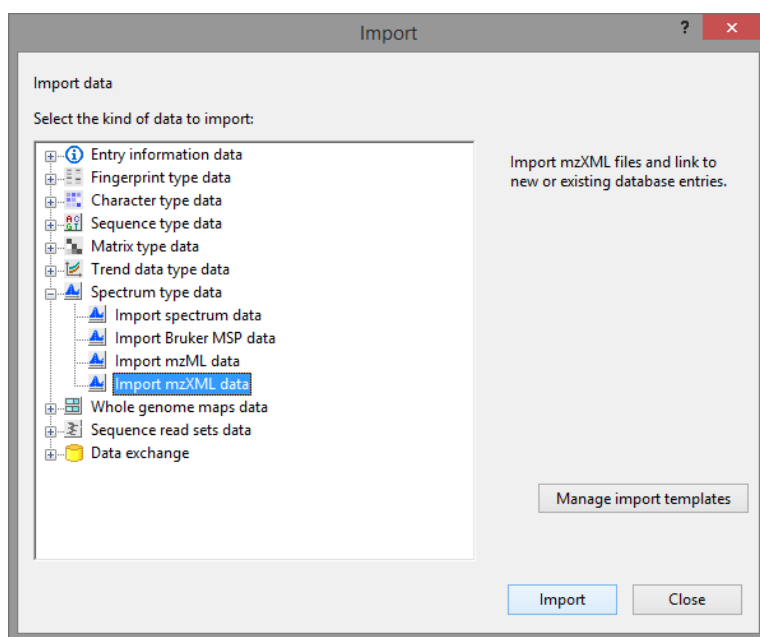 Import
?
×
Import data
Select the kind of data to import:
Entry information data
Fingerprint type data
Character type data
Sequence type data
Matrix type data
Trend data type data
Spectrum type data
Import spectrum data
Import Bruker MSP data
Import mzML data
Import mzXML data
Whole genome maps data
Sequence read sets data
Data exchange
Import mzXML files and link to
new or existing database entries.
Manage import templates
Import
Close